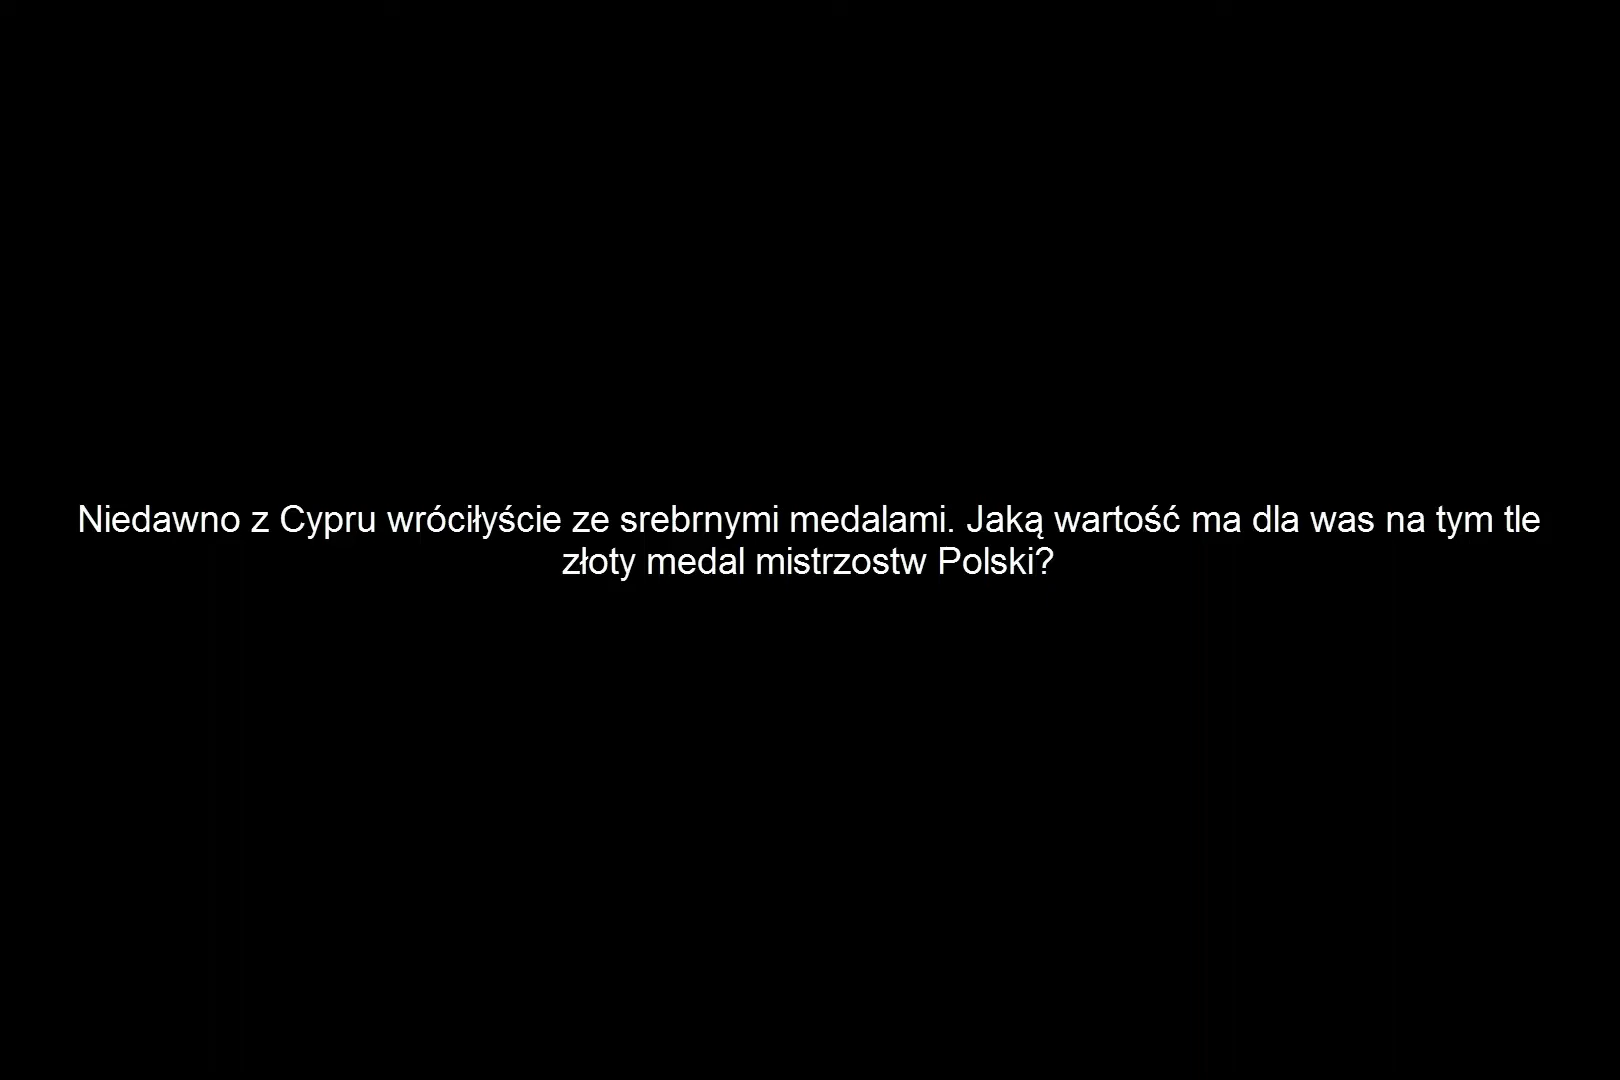 Niedawno z Cypru wróciłyście ze srebrnymi medalami. Jaką wartość ma dla was na tym tle
złoty medal mistrzostw Polski?